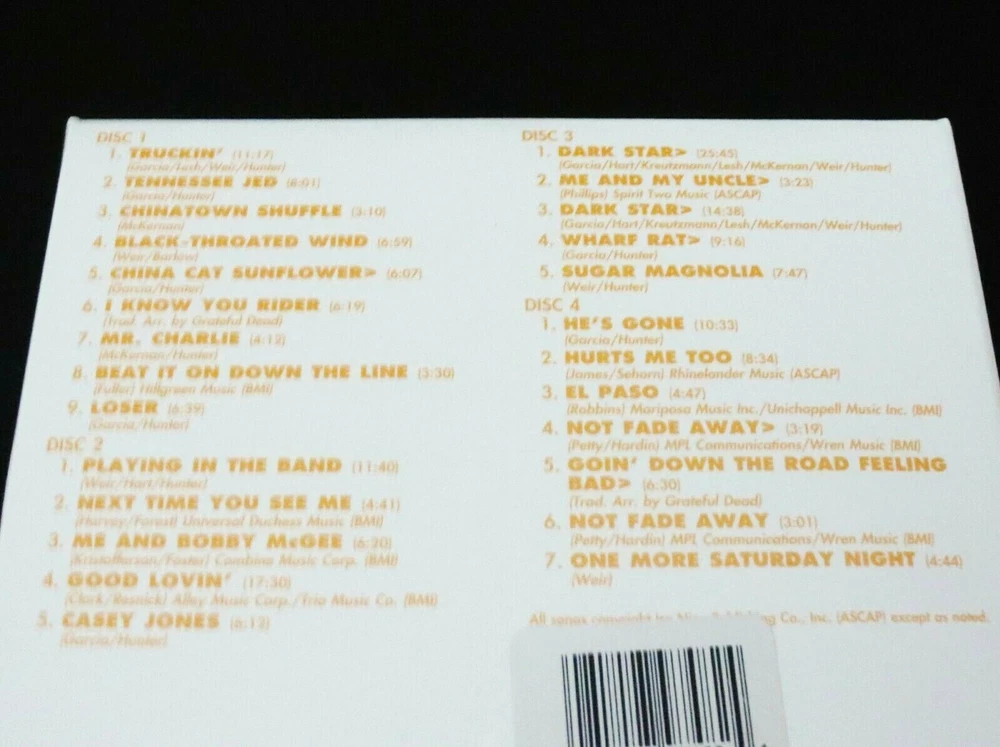 DISC 1
1. TRUCKIN' (11:17)
(Garcia/Lesh/Weir/Hunter)
2. TENNESSEE JED (8:01)
(Garcia/Hunter)
3. CHINATOWN SHUFFLE (3:10)
(McKernan)
4. BLACK-THROATED WIND (6:59)
(Weir/Barlow)
5. CHINA CAT SUNFLOWER> (6:07)
(Garcia/Hunter)
6. I KNOW YOU RIDER (6:19)
(Trad. Arr. by Grateful Dead)
7. MR. CHARLIE (4:12)
(McKernan/Hunter)
8. BEAT IT ON DOWN THE LINE (3:30)
(Fuller) Hillgreen Music (BMI)
9. LOSER (6:39)
(Garcia/Hunter)
DISC 2
1. PLAYING IN THE BAND (11:40)
(Weir/Hart/Hunter)
2. NEXT TIME YOU SEE ME (4:41)
(Harvey/Forest) Universal Duchess Music (BMI)
3. ME AND BOBBY McGEE (6:20)
(Kristofferson/Foster) Combine Music Corp. (BMI)
4. GOOD LOVIN' (17:30)
(Clark/Resnick) Alley Music Corp./Trio Music Co. (BMI)
5. CASEY JONES (6:12)
(Garcia/Hunter)
DISC 3
1. DARK STAR> (25:45)
(Garcia/Hart/Kreutzmann/Lesh/McKernan/Weir/Hunter)
2. ME AND MY UNCLE> (3:23)
(Phillips) Spirit Two Music (ASCAP)
3. DARK STAR> (14:38)
(Garcia/Hart/Kreutzmann/Lesh/McKernan/Weir/Hunter)
4. WHARF RAT> (9:16)
(Garcia/Hunter)
5. SUGAR MAGNOLIA (7:47)
(Weir/Hunter)
DISC 4
1. HE'S GONE (10:33)
(Garcia/Hunter)
2. HURTS ME TOO (8:34)
(James/Sehorn) Rhinelander Music (ASCAP)
3. EL PASO (4:47)
(Robbins) Mariposa Music Inc./Unichappell Music Inc. (BMI)
4. NOT FADE AWAY> (3:19)
(Petty/Hardin) MPL Communications/Wren Music (BMI)
5. GOIN' DOWN THE ROAD FEELING
BAD> (6:30)
(Trad. Arr. by Grateful Dead)
6. NOT FADE AWAY (3:01)
(Petty/Hardin) MPL Communications/Wren Music (BMI)
7. ONE MORE SATURDAY NIGHT (4:44)
(Weir)
All songs copyright Co., Inc. (ASCAP) except as noted.